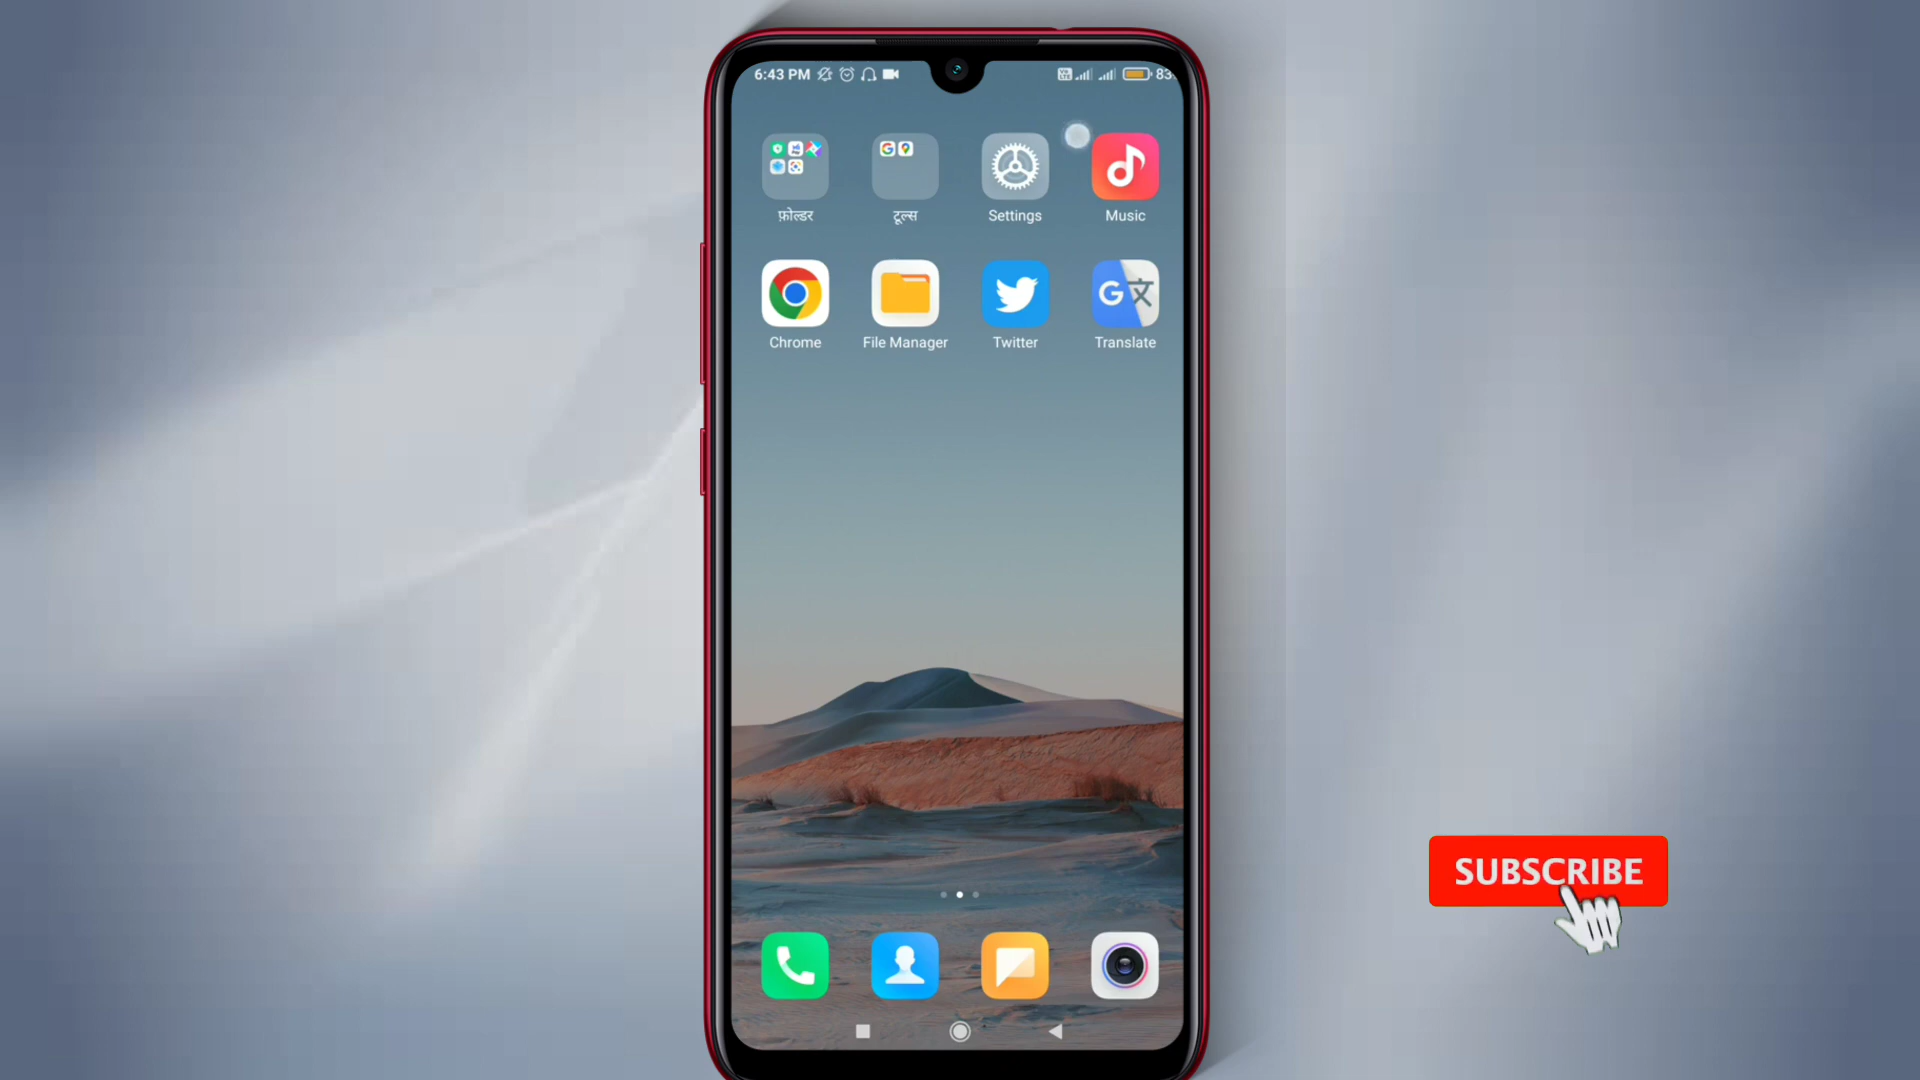 6:43 PM
83
फ़ोल्डर
टूल्स
Settings
Music
Chrome
File Manager
Twitter
Translate
SUBSCRIBE